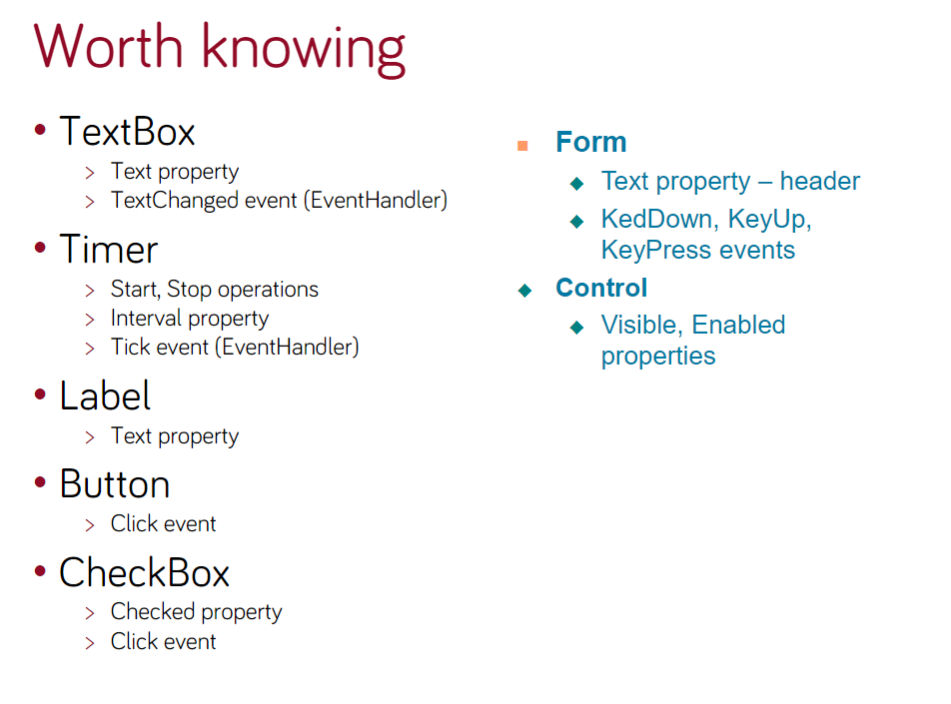 Worth knowing
• TextBox
> Text property
> TextChanged event (EventHandler)
• Timer
> Start, Stop operations
> Interval property
> Tick event (EventHandler)
• Label
> Text property
• Button
> Click event
• CheckBox
> Checked property
> Click event
■ Form
◆ Text property – header
◆ KedDown, KeyUp,
KeyPress events
◆ Control
◆ Visible, Enabled
properties